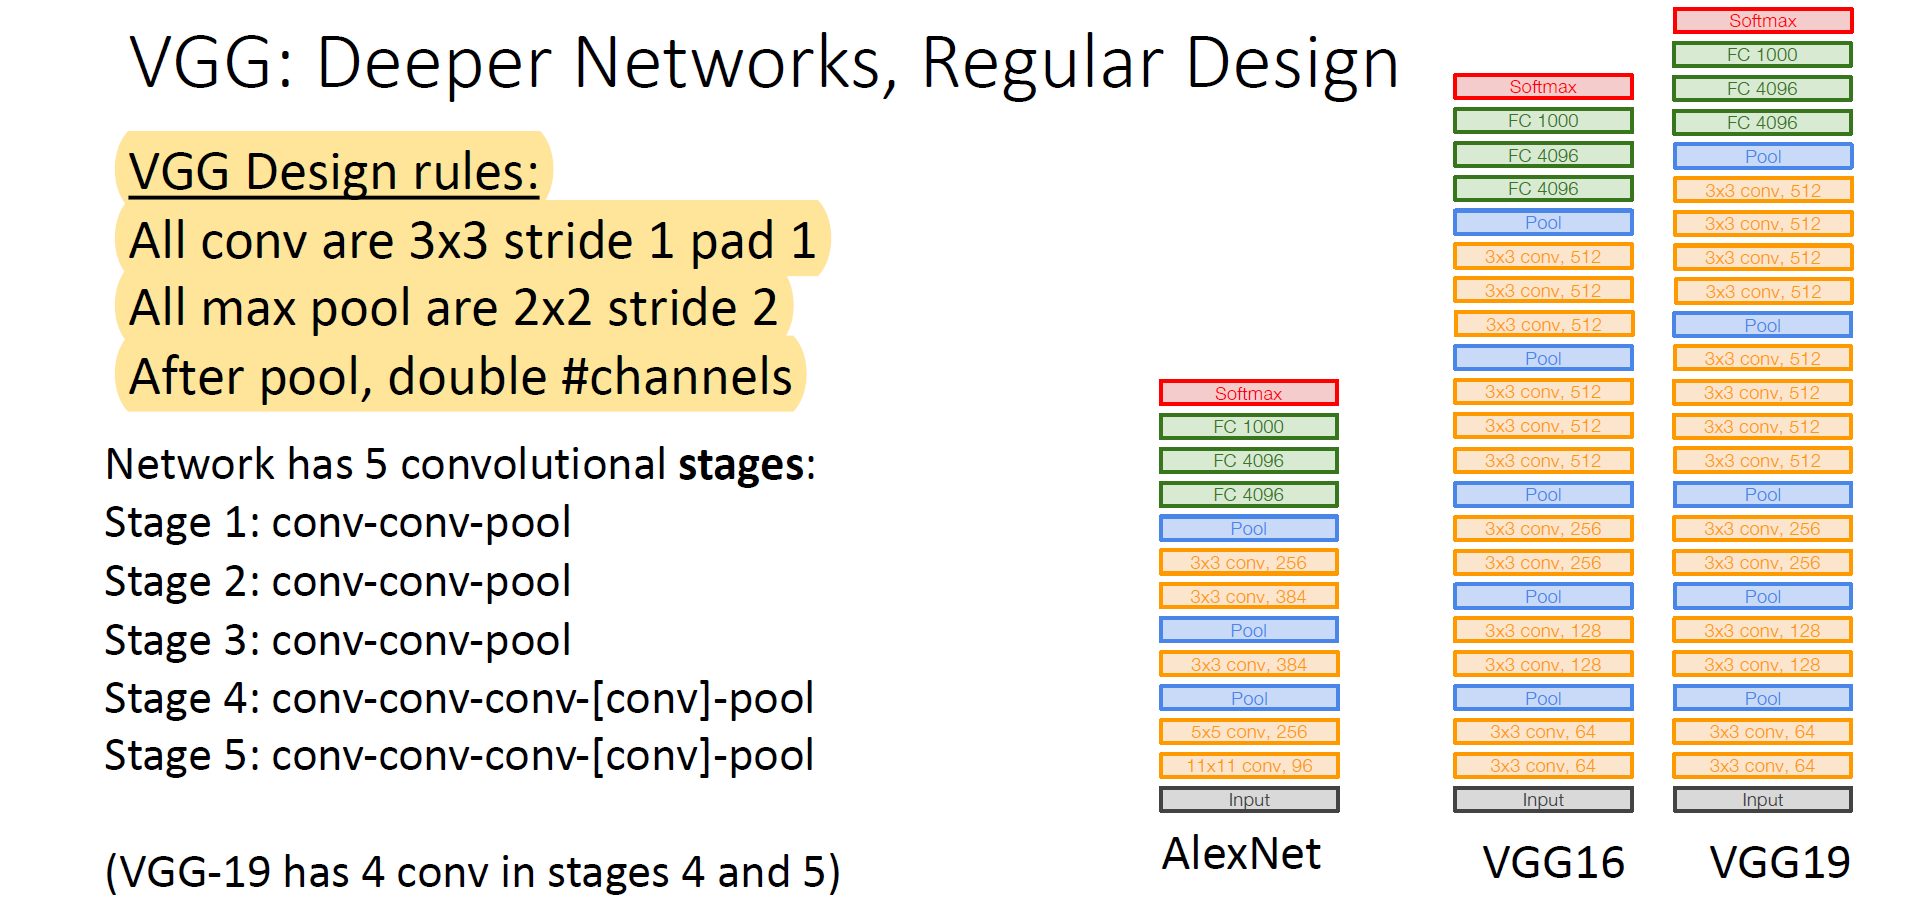 VGG: Deeper Networks, Regular Design
VGG Design rules:
All conv are 3x3 stride 1 pad 1
All max pool are 2x2 stride 2
After pool, double #channels
Network has 5 convolutional stages:
Stage 1: conv-conv-pool
Stage 2: conv-conv-pool
Stage 3: conv-conv-pool
Stage 4: conv-conv-conv-[conv]-pool
Stage 5: conv-conv-conv-[conv]-pool
(VGG-19 has 4 conv in stages 4 and 5)
Softmax
FC 1000
FC 4096
FC 4096
Pool
3x3 conv, 256
3x3 conv, 384
Pool
3x3 conv, 384
Pool
5x5 conv, 256
11x11 conv, 96
Input
AlexNet
Softmax
FC 1000
FC 4096
FC 4096
Pool
3x3 conv, 512
3x3 conv, 512
3x3 conv, 512
Pool
3x3 conv, 512
3x3 conv, 512
3x3 conv, 512
Pool
3x3 conv, 256
3x3 conv, 256
Pool
3x3 conv, 128
3x3 conv, 128
Pool
3x3 conv, 64
3x3 conv, 64
Input
VGG16
Softmax
FC 1000
FC 4096
FC 4096
Pool
3x3 conv, 512
3x3 conv, 512
3x3 conv, 512
3x3 conv, 512
Pool
3x3 conv, 512
3x3 conv, 512
3x3 conv, 512
3x3 conv, 512
Pool
3x3 conv, 256
3x3 conv, 256
Pool
3x3 conv, 128
3x3 conv, 128
Pool
3x3 conv, 64
3x3 conv, 64
Input
VGG19